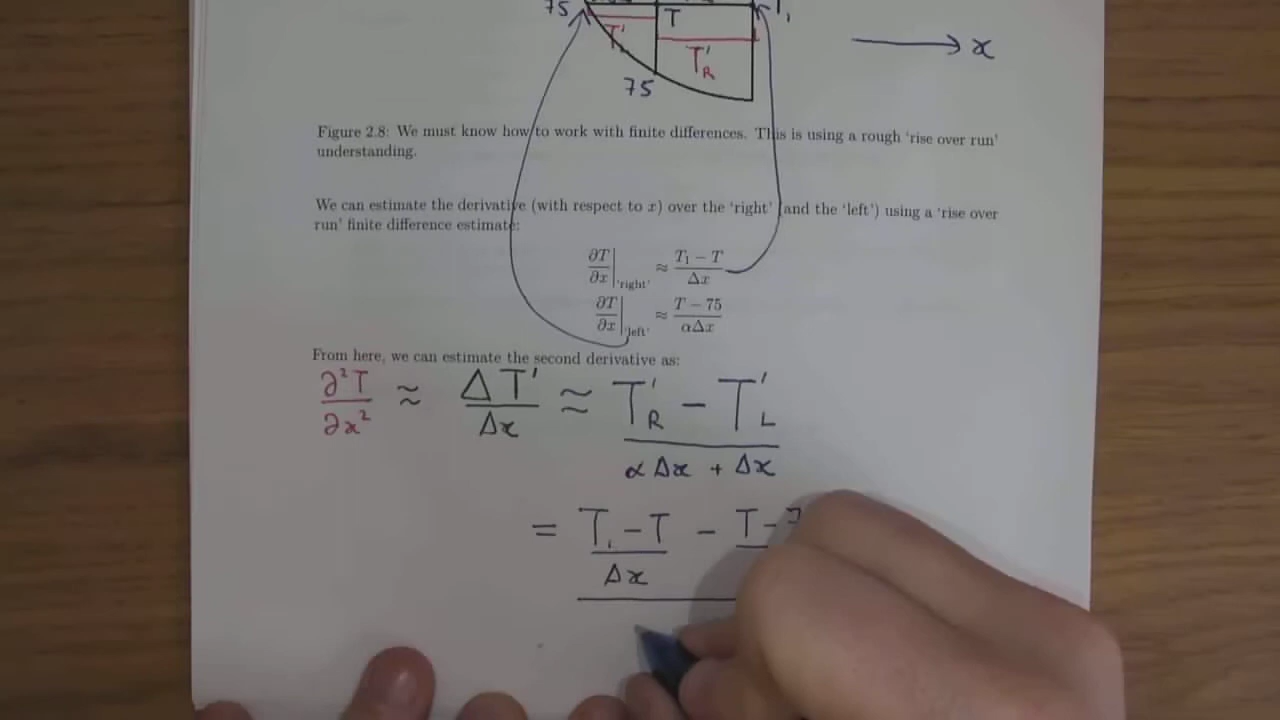 75 T T₁
T'L T'R → x
75
Figure 2.8: We must know how to work with finite differences. This is using a rough ‘rise over run’
understanding.
We can estimate the derivative (with respect to x) over the ‘right’ (and the ‘left’) using a ‘rise over
run’ finite difference estimate:
∂T/∂x|‘right’ ≈ (T₁ − T)/Δx
∂T/∂x|‘left’ ≈ (T − 75)/αΔx
From here, we can estimate the second derivative as:
∂²T/∂x² ≈ ΔT'/Δx ≈ (T'R − T'L)/(αΔx + Δx)
= (T₁ − T)/Δx − T −